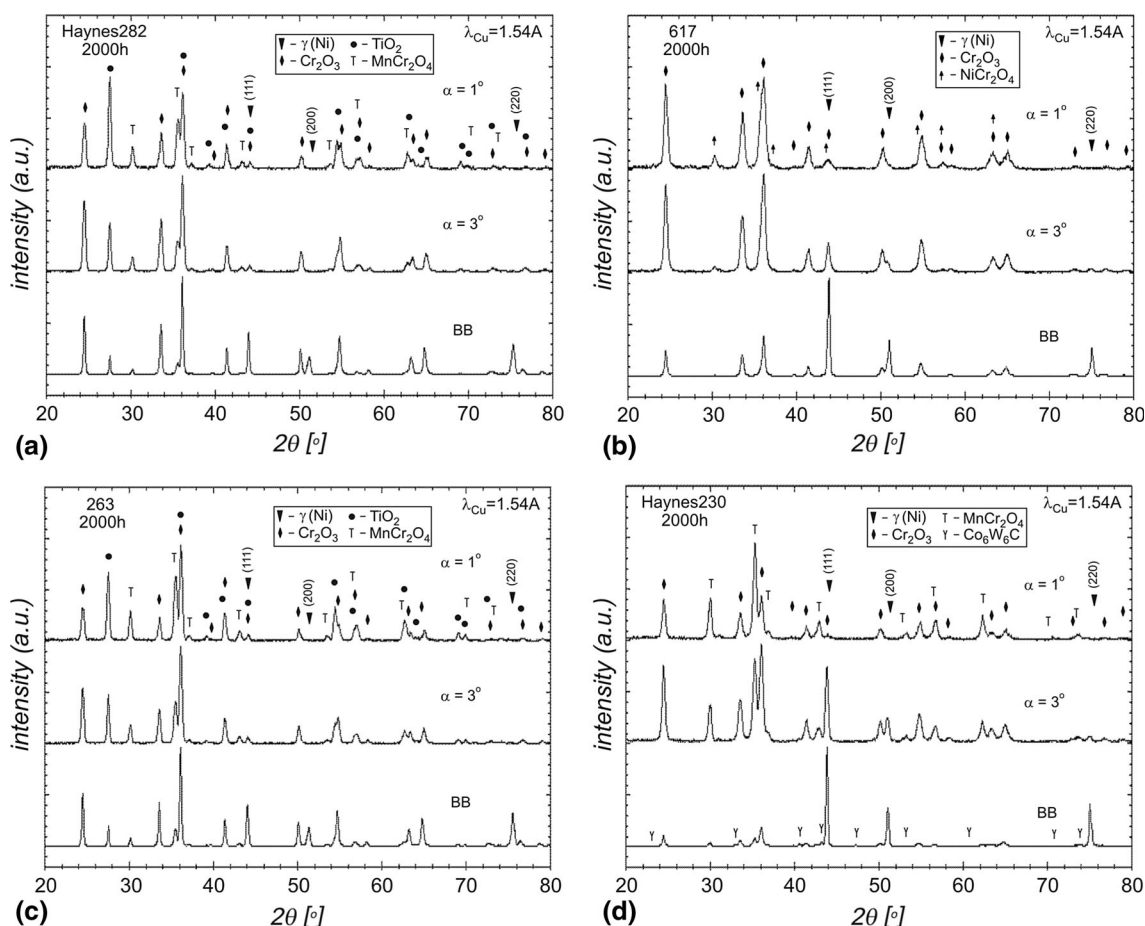 Haynes282
2000h
λCu=1.54A
γ (Ni)
TiO2
Cr2O3
MnCr2O4
α = 1°
(111)
(200)
(220)
α = 3°
BB
intensity (a.u.)
20 30 40 50 60 70 80
2θ [°]
(a)
617
2000h
λCu=1.54A
γ (Ni)
Cr2O3
NiCr2O4
α = 1°
(111)
(200)
(220)
α = 3°
BB
intensity (a.u.)
20 30 40 50 60 70 80
2θ [°]
(b)
263
2000h
λCu=1.54A
γ (Ni)
TiO2
Cr2O3
MnCr2O4
α = 1°
(111)
(200)
(220)
α = 3°
BB
intensity (a.u.)
20 30 40 50 60 70 80
2θ [°]
(c)
Haynes230
2000h
λCu=1.54A
γ (Ni)
MnCr2O4
Cr2O3
Co6W6C
α = 1°
(111)
(200)
(220)
α = 3°
BB
intensity (a.u.)
20 30 40 50 60 70 80
2θ [°]
(d)